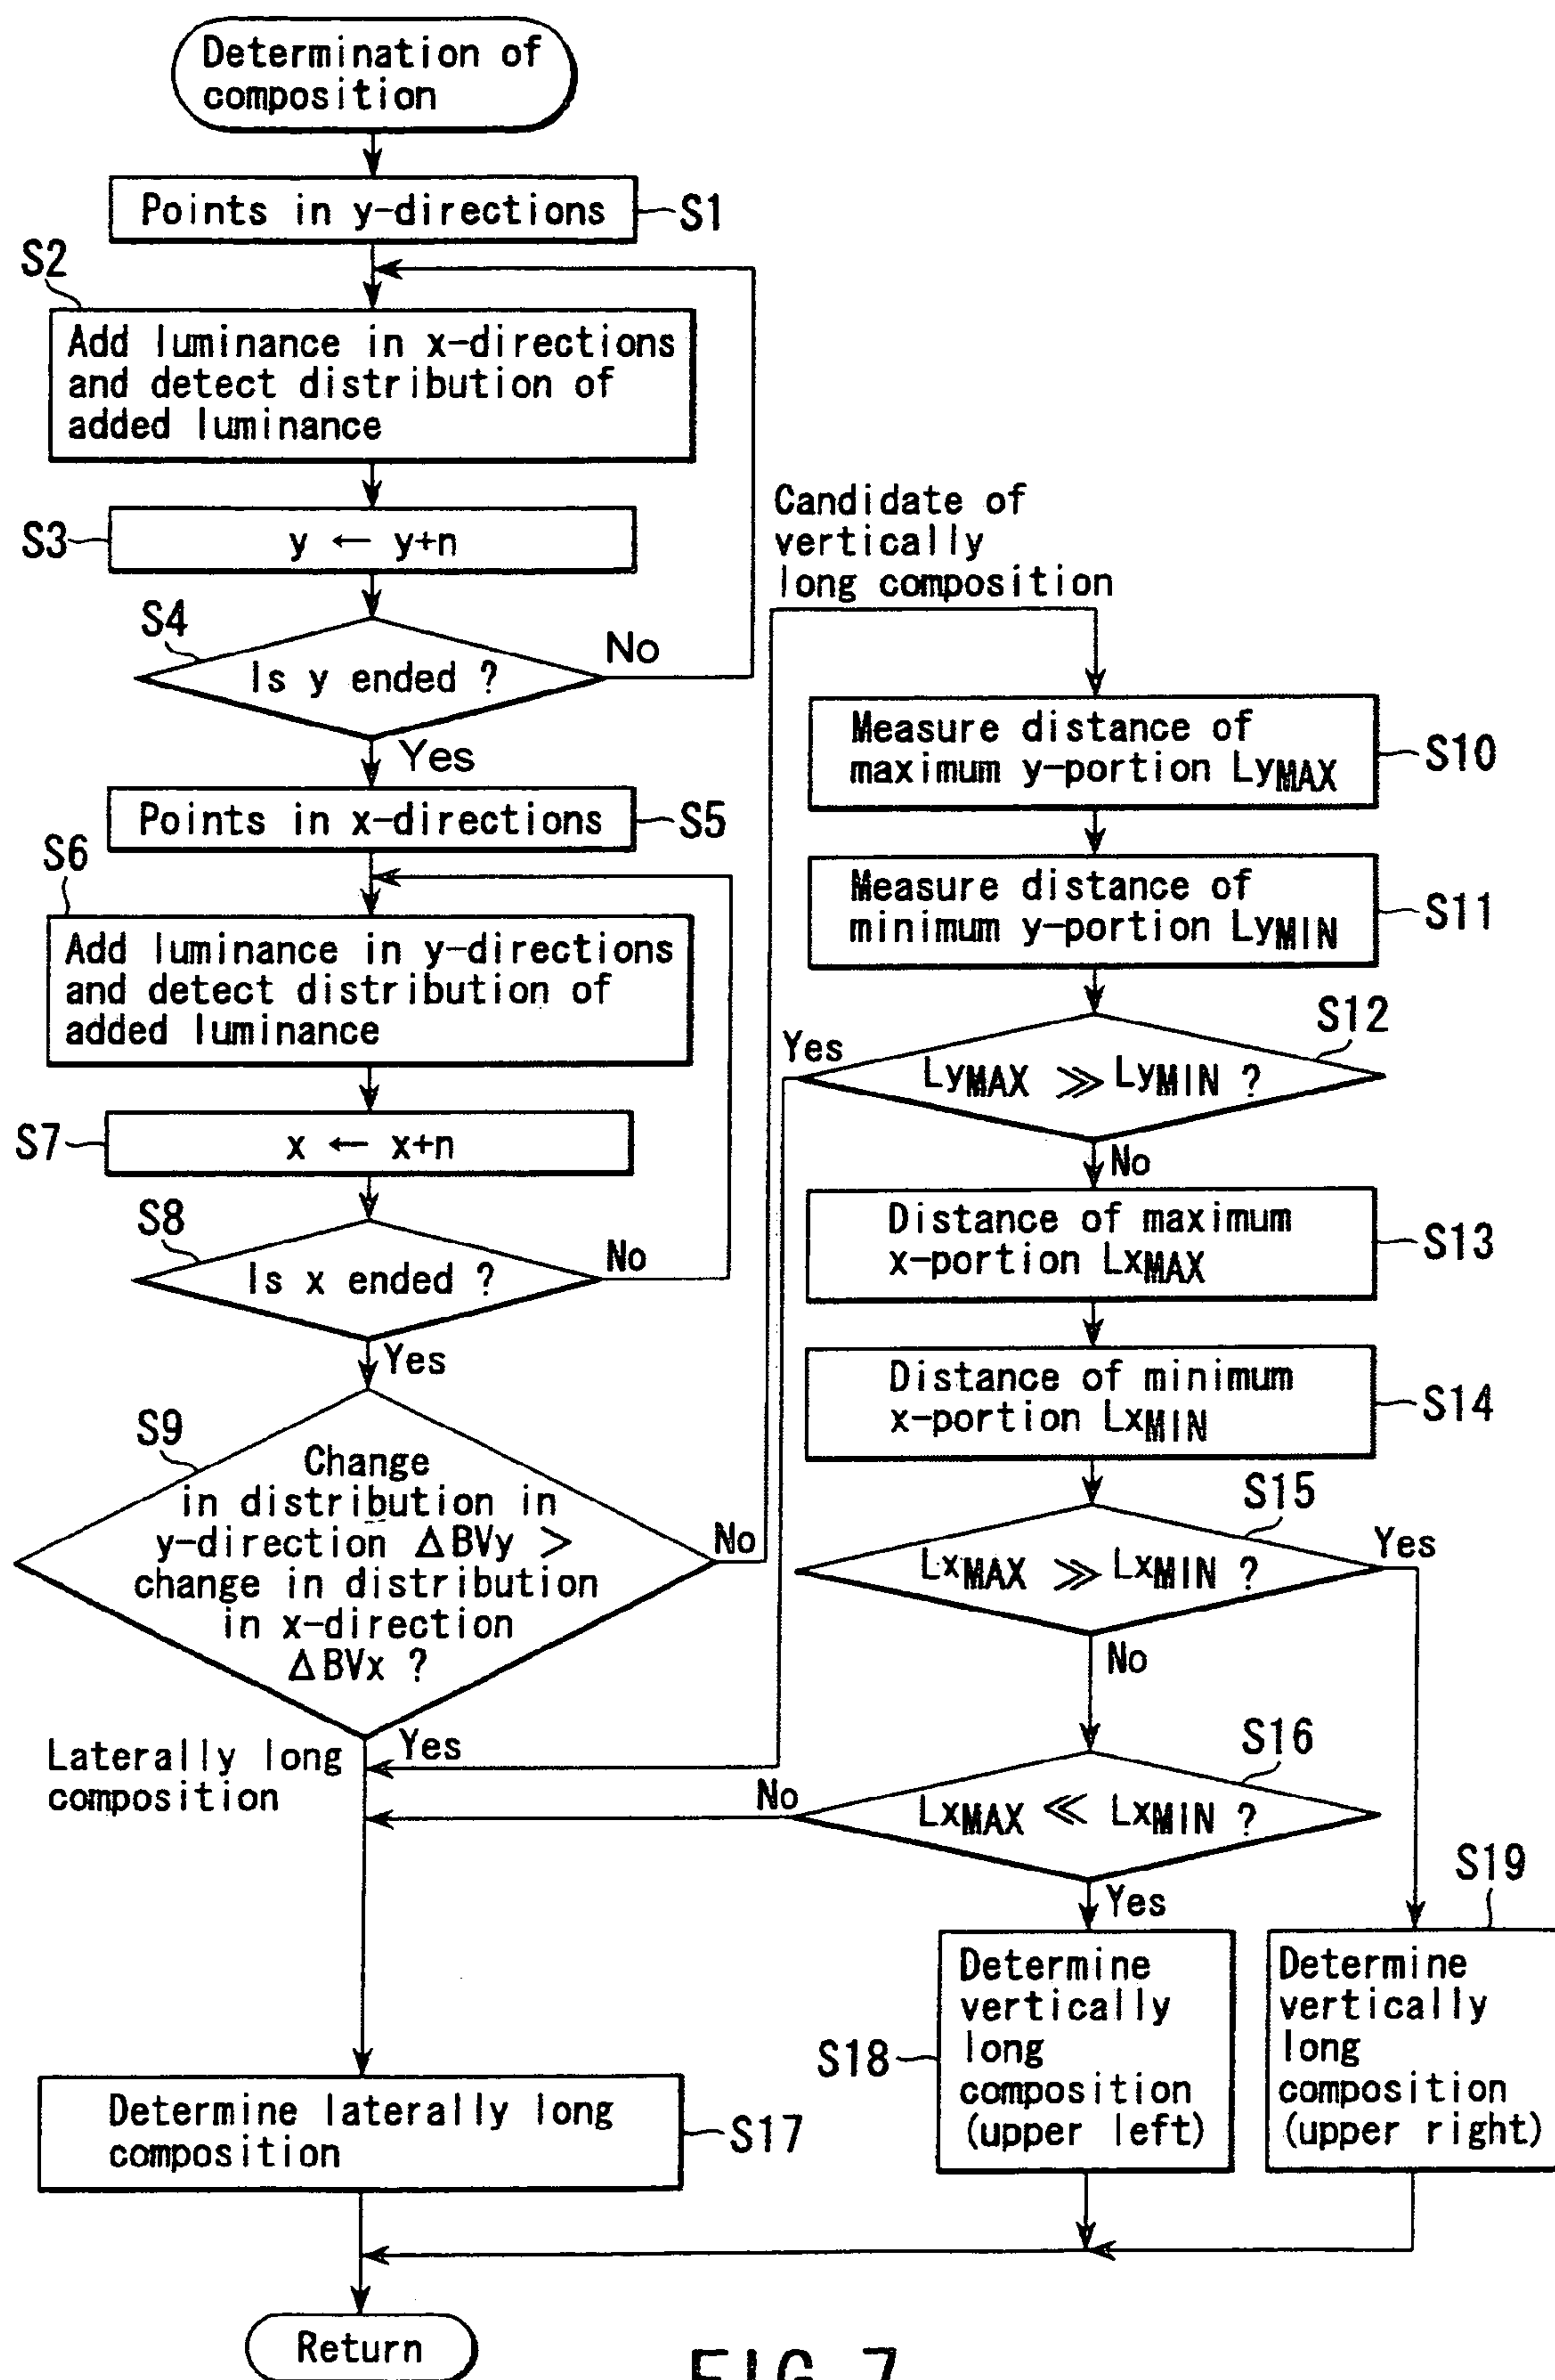 Determination of
composition
Points in y-directions
S1
S2
Add luminance in x-directions
and detect distribution of
added luminance
S3
y ← y+n
S4
Is y ended ?
No
Yes
Points in x-directions
S5
S6
Add luminance in y-directions
and detect distribution of
added luminance
S7
x ← x+n
S8
Is x ended ?
No
Yes
S9
Change
in distribution in
y-direction ΔBVy >
change in distribution
in x-direction
ΔBVx ?
No
Yes
Laterally long
composition
Candidate of
vertically
long composition
Measure distance of
maximum y-portion LyMAX
S10
Measure distance of
minimum y-portion LyMIN
S11
S12
LyMAX ≫ LyMIN ?
Yes
No
Distance of maximum
x-portion LxMAX
S13
Distance of minimum
x-portion LxMIN
S14
S15
LxMAX ≫ LxMIN ?
Yes
No
S16
LxMAX ≪ LxMIN ?
No
Yes
S18
Determine
vertically
long
composition
(upper left)
S19
Determine
vertically
long
composition
(upper right)
Determine laterally long
composition
S17
Return
FIG. 7